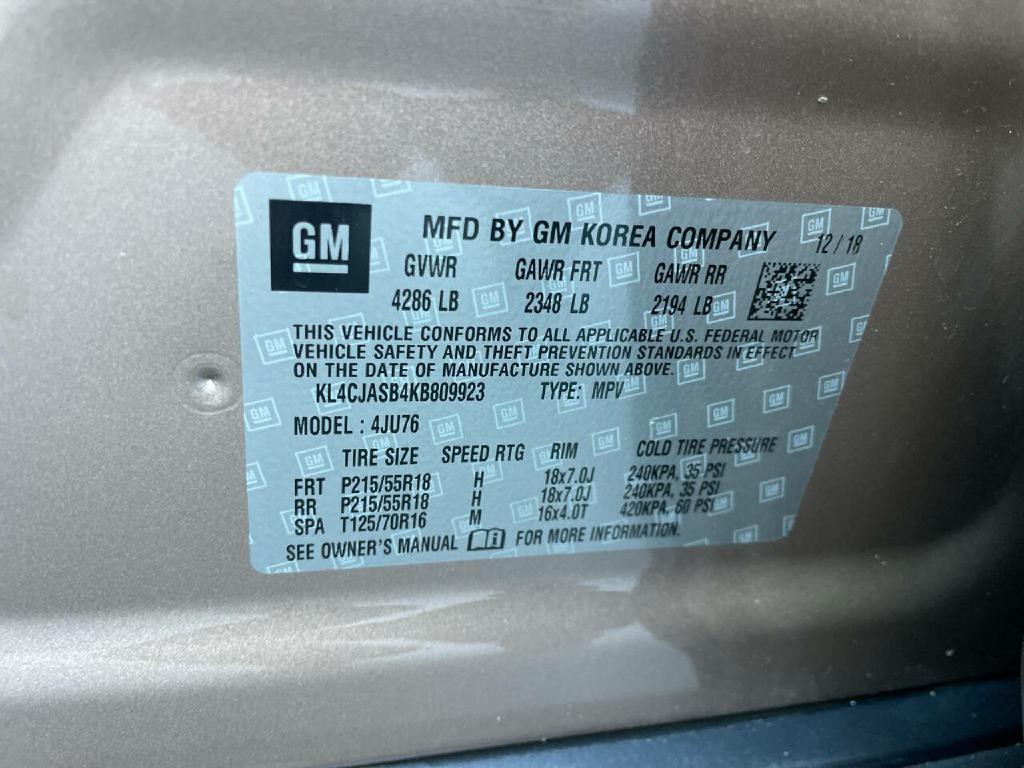 GM
MFD BY GM KOREA COMPANY 12/18
GVWR GAWR FRT GAWR RR
4286 LB 2348 LB 2194 LB
THIS VEHICLE CONFORMS TO ALL APPLICABLE U.S. FEDERAL MOTOR
VEHICLE SAFETY AND THEFT PREVENTION STANDARDS IN EFFECT
ON THE DATE OF MANUFACTURE SHOWN ABOVE.
KL4CJASB4KB809923 TYPE: MPV
MODEL : 4JU76
TIRE SIZE SPEED RTG RIM COLD TIRE PRESSURE
FRT P215/55R18 H 18x7.0J 240KPA, 35 PSI
RR P215/55R18 H 18x7.0J 240KPA, 35 PSI
SPA T125/70R16 M 16x4.0T 420KPA, 60 PSI
SEE OWNER'S MANUAL FOR MORE INFORMATION.